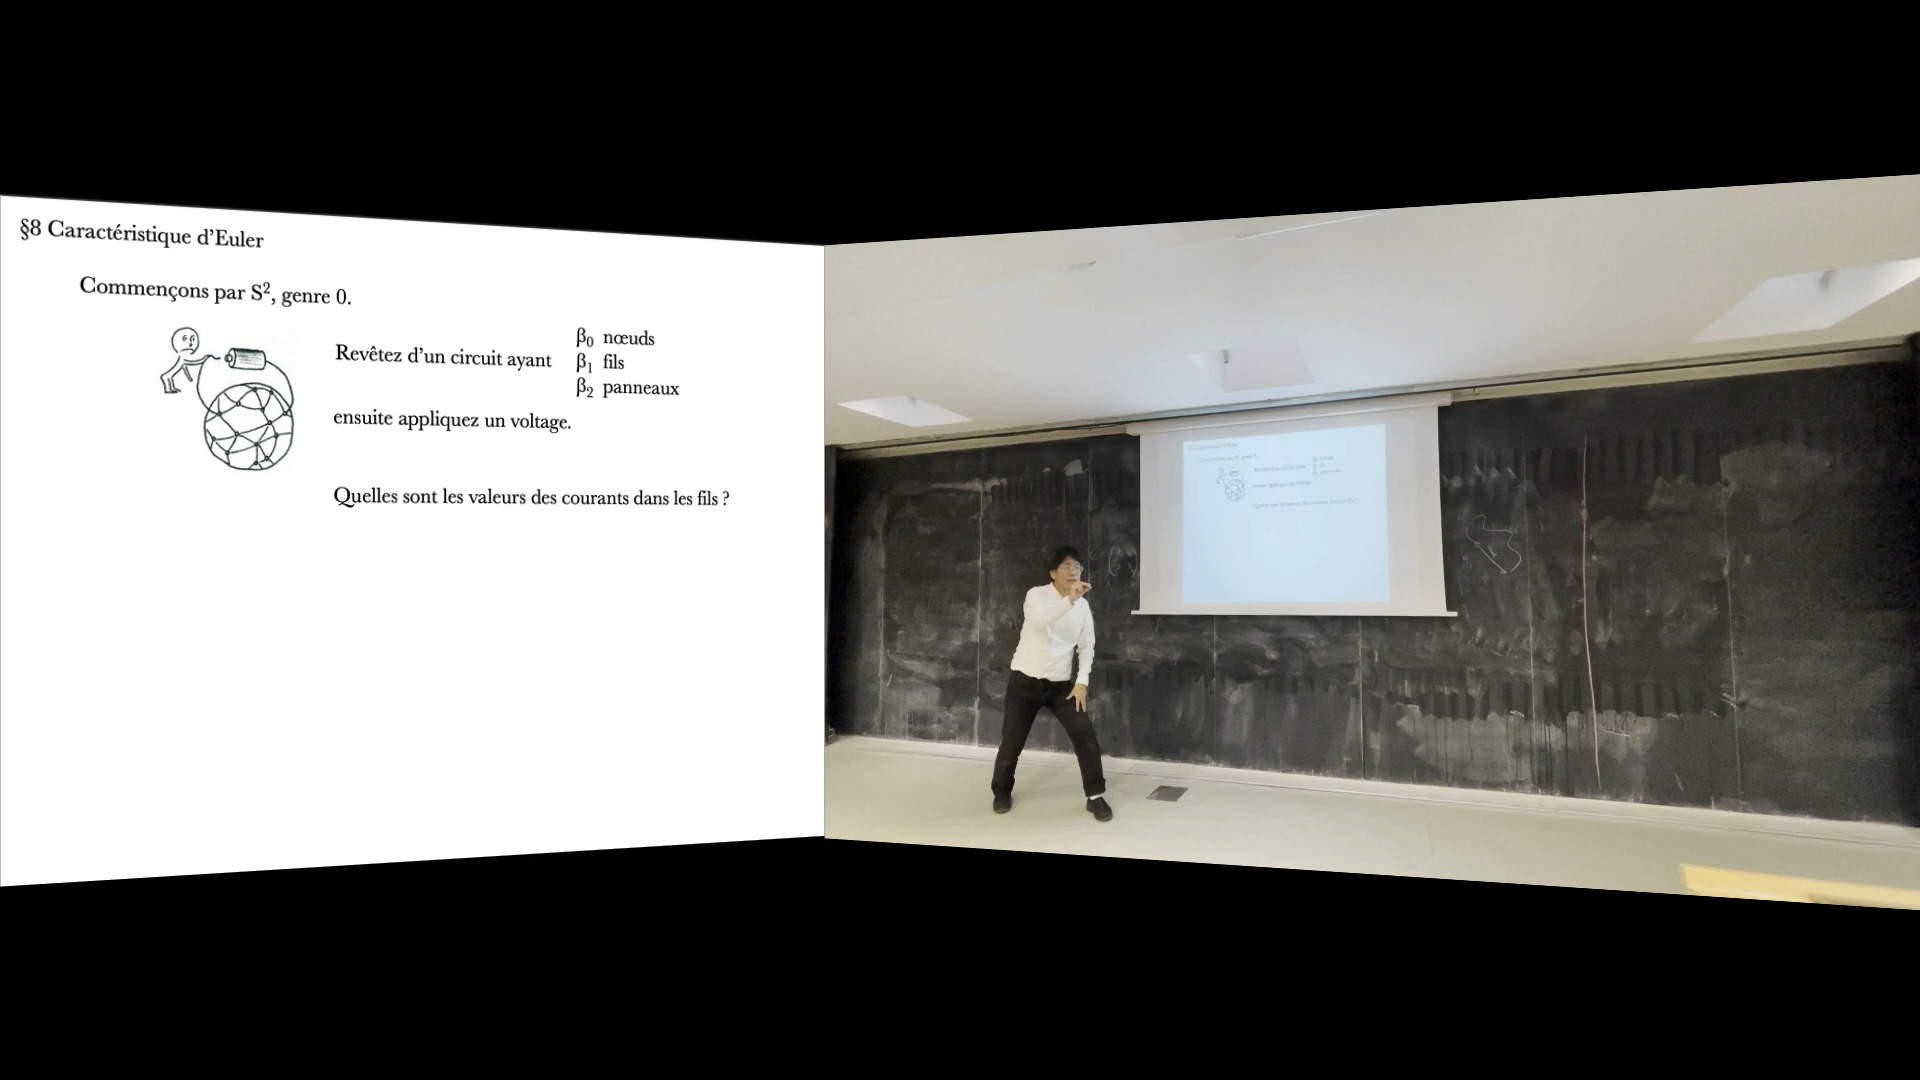 §8 Caractéristique d'Euler
Commençons par S², genre 0.
Revêtez d'un circuit ayant
β₀ nœuds
β₁ fils
β₂ panneaux
ensuite appliquez un voltage.
Quelles sont les valeurs des courants dans les fils ?